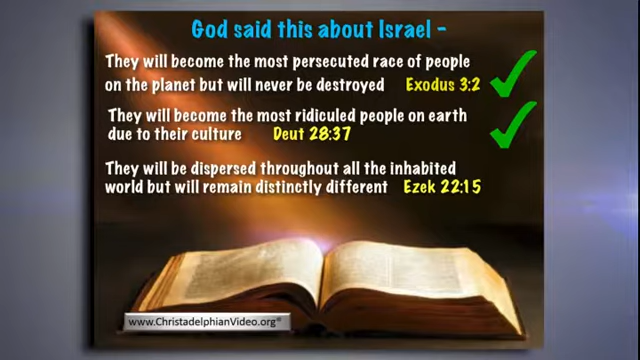 God said this about Israel -
They will become the most persecuted race of people
on the planet but will never be destroyed Exodus 3:2
They will become the most ridiculed people on earth
due to their culture Deut 28:37
They will be dispersed throughout all the inhabited
world but will remain distinctly different Ezek 22:15
www.ChristadelphianVideo.org®